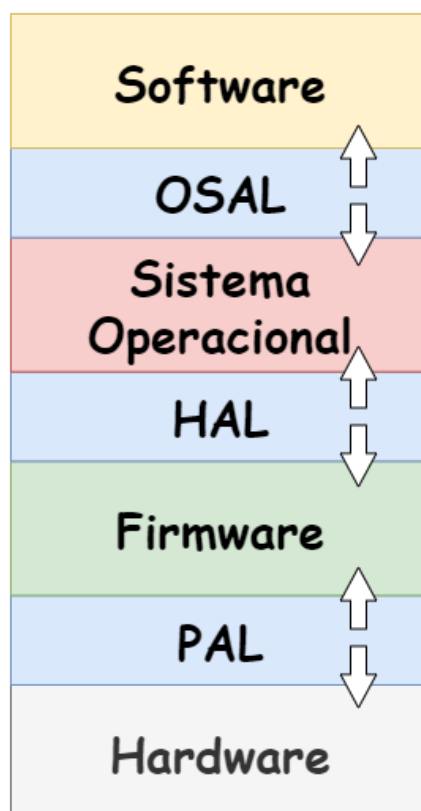 Software
OSAL
Sistema
Operacional
HAL
Firmware
PAL
Hardware